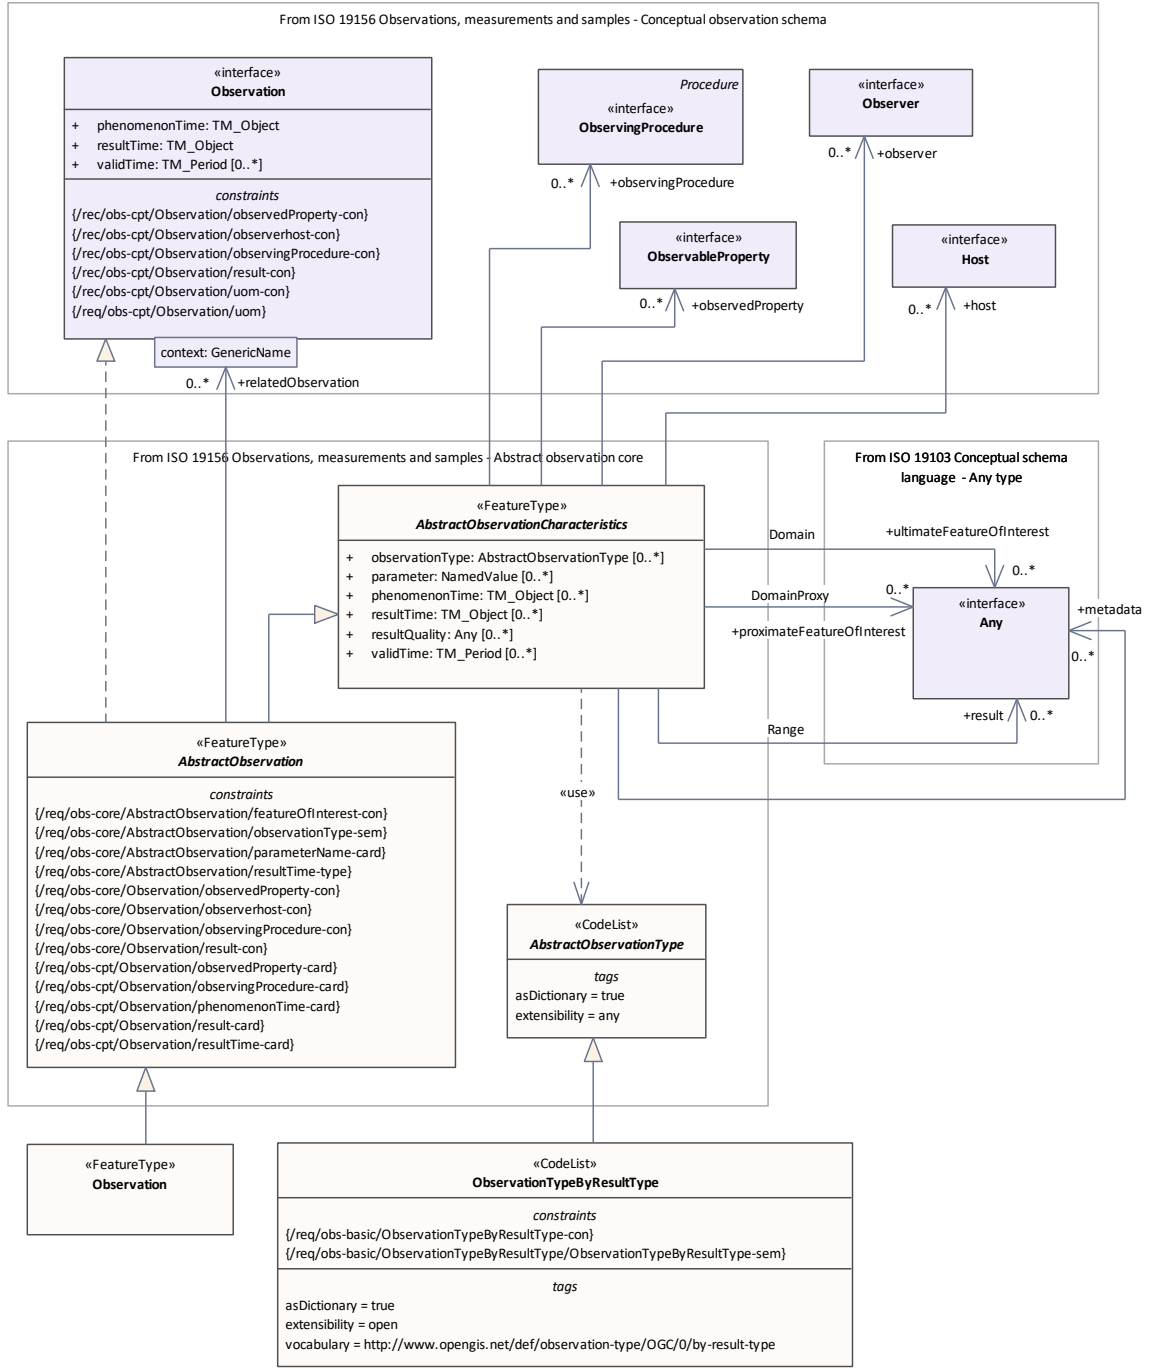 From ISO 19156 Observations, measurements and samples - Conceptual observation schema
«interface»
Observation
+ phenomenonTime: TM_Object
+ resultTime: TM_Object
+ validTime: TM_Period [0..*]
constraints
{/rec/obs-cpt/Observation/observedProperty-con}
{/rec/obs-cpt/Observation/observerhost-con}
{/rec/obs-cpt/Observation/observingProcedure-con}
{/rec/obs-cpt/Observation/result-con}
{/rec/obs-cpt/Observation/uom-con}
{/req/obs-cpt/Observation/uom}
context: GenericName
0..* +relatedObservation
Procedure
«interface»
ObservingProcedure
0..* +observingProcedure
«interface»
Observer
0..* +observer
«interface»
ObservableProperty
0..* +observedProperty
«interface»
Host
0..* +host
From ISO 19156 Observations, measurements and samples - Abstract observation core
From ISO 19103 Conceptual schema
language - Any type
«FeatureType»
AbstractObservationCharacteristics
+ observationType: AbstractObservationType [0..*]
+ parameter: NamedValue [0..*]
+ phenomenonTime: TM_Object [0..*]
+ resultTime: TM_Object [0..*]
+ resultQuality: Any [0..*]
+ validTime: TM_Period [0..*]
Domain
+ultimateFeatureOfInterest
0..*
DomainProxy
0..*
+proximateFeatureOfInterest
«interface»
Any
+metadata
0..*
+result 0..*
Range
«use»
«FeatureType»
AbstractObservation
constraints
{/req/obs-core/AbstractObservation/featureOfInterest-con}
{/req/obs-core/AbstractObservation/observationType-sem}
{/req/obs-core/AbstractObservation/parameterName-card}
{/req/obs-core/AbstractObservation/resultTime-type}
{/req/obs-core/Observation/observedProperty-con}
{/req/obs-core/Observation/observerhost-con}
{/req/obs-core/Observation/observingProcedure-con}
{/req/obs-core/Observation/result-con}
{/req/obs-cpt/Observation/observedProperty-card}
{/req/obs-cpt/Observation/observingProcedure-card}
{/req/obs-cpt/Observation/phenomenonTime-card}
{/req/obs-cpt/Observation/result-card}
{/req/obs-cpt/Observation/resultTime-card}
«CodeList»
AbstractObservationType
tags
asDictionary = true
extensibility = any
«FeatureType»
Observation
«CodeList»
ObservationTypeByResultType
constraints
{/req/obs-basic/ObservationTypeByResultType-con}
{/req/obs-basic/ObservationTypeByResultType/ObservationTypeByResultType-sem}
tags
asDictionary = true
extensibility = open
vocabulary = http://www.opengis.net/def/observation-type/OGC/0/by-result-type